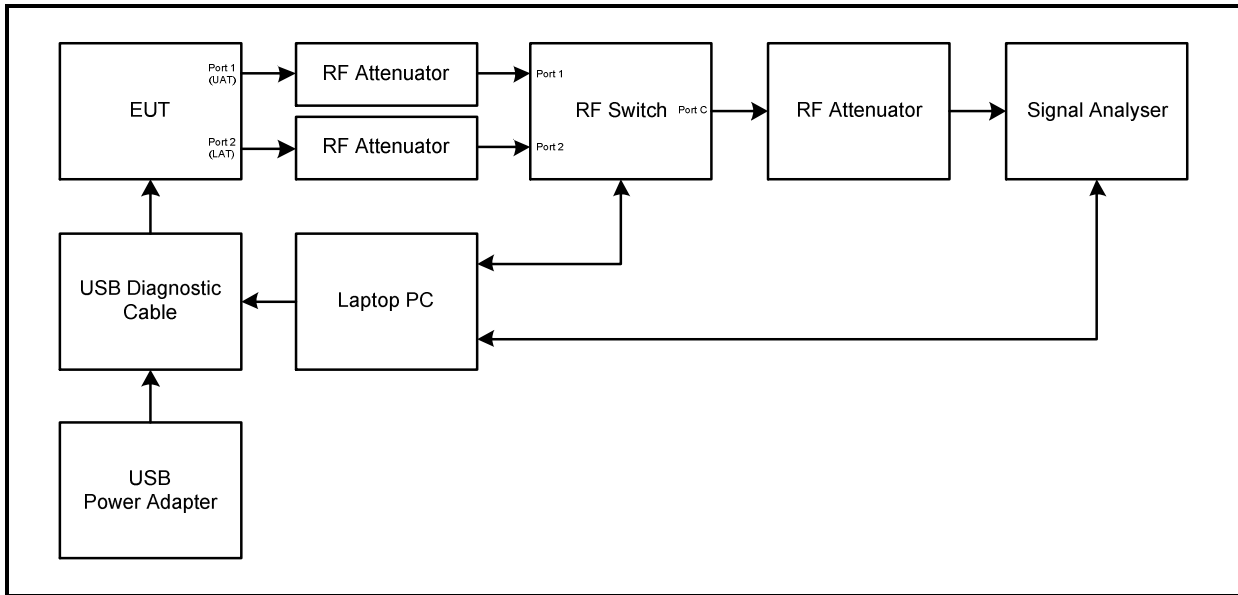 EUT
Port 1
(UAT)
Port 2
(LAT)
RF Attenuator
RF Attenuator
Port 1
Port 2
RF Switch
Port C
RF Attenuator
Signal Analyser
USB Diagnostic
Cable
Laptop PC
USB
Power Adapter